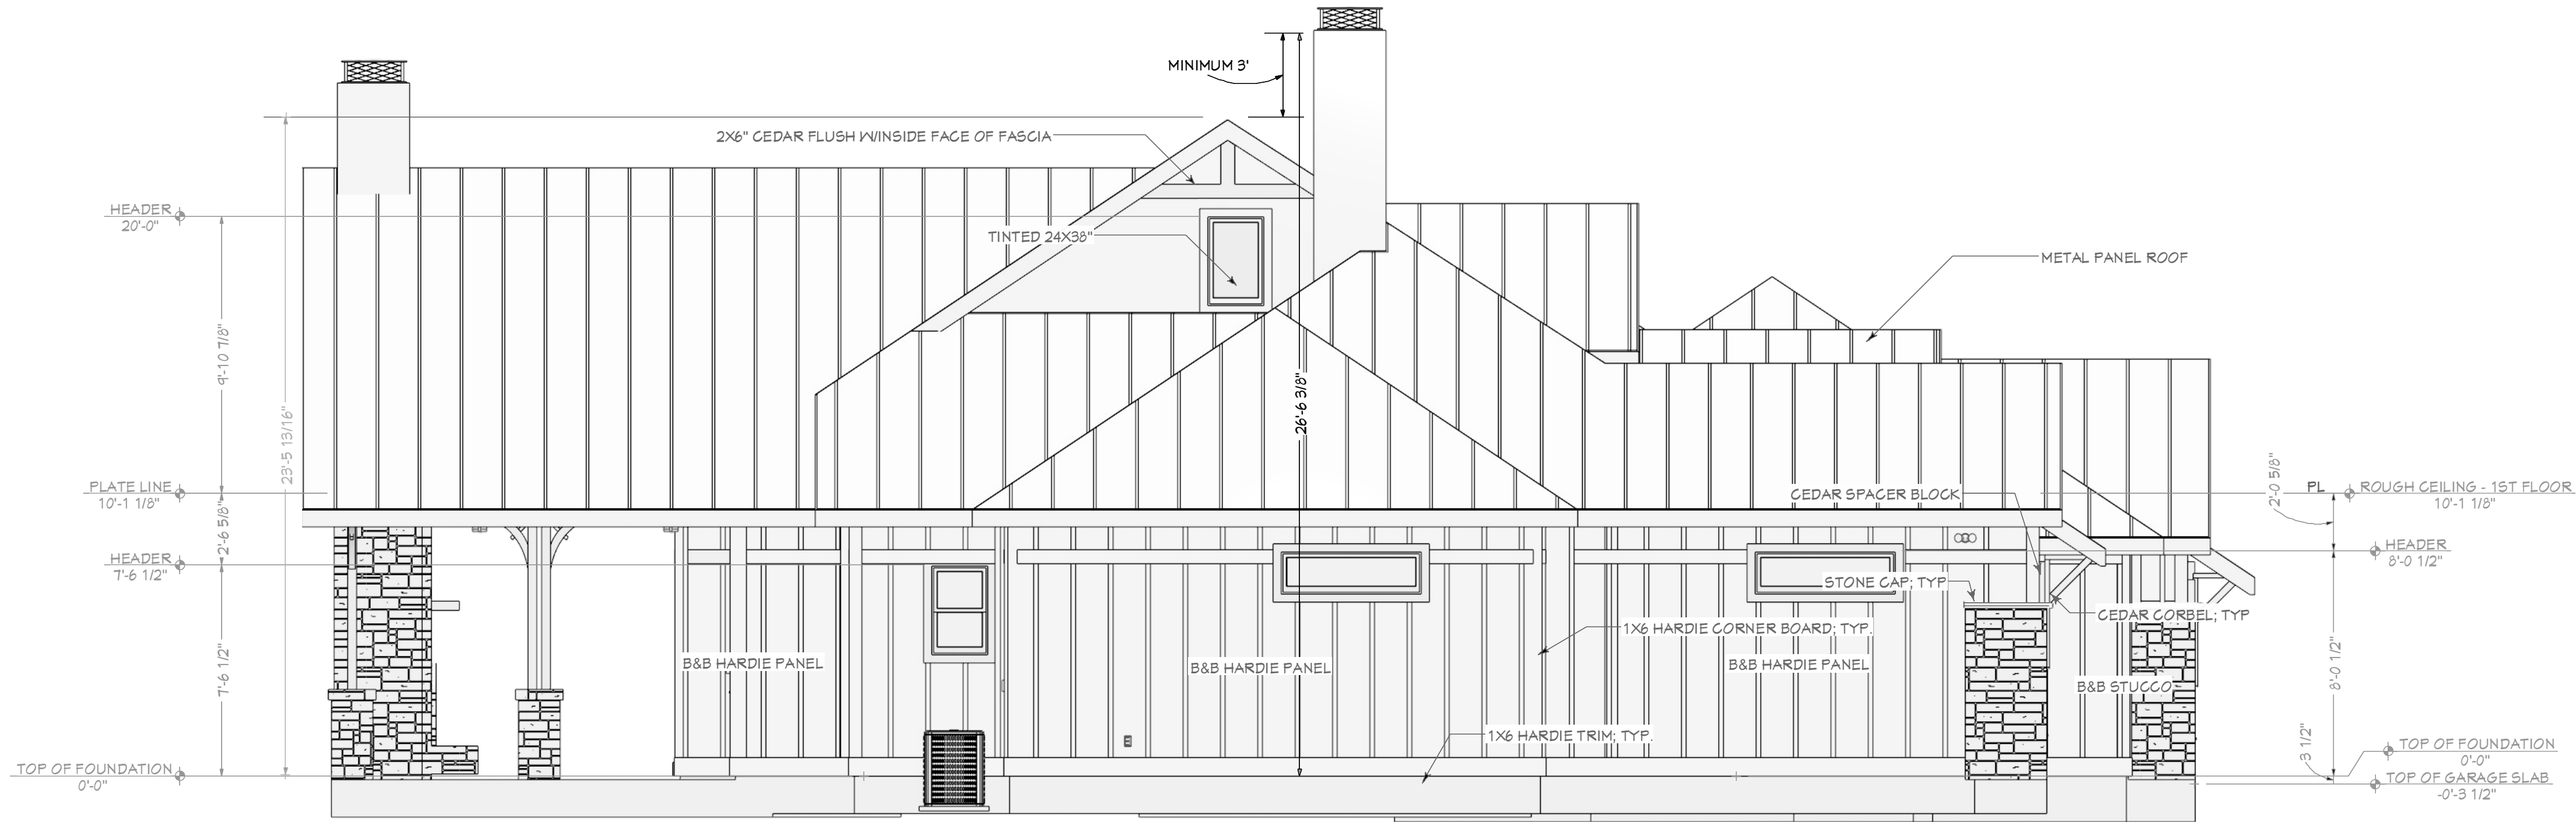 MINIMUM 3'
2X6" CEDAR FLUSH W/INSIDE FACE OF FASCIA
HEADER
20'-0"
TINTED 24X38"
METAL PANEL ROOF
9'-10 7/8"
23'-5 13/16"
26'-6 3/8"
PLATE LINE
10'-1 1/8"
CEDAR SPACER BLOCK
2'-0 5/8"
PL
ROUGH CEILING - 1ST FLOOR
10'-1 1/8"
2'-6 5/8"
HEADER
7'-6 1/2"
HEADER
8'-0 1/2"
STONE CAP; TYP
CEDAR CORBEL; TYP
1X6 HARDIE CORNER BOARD; TYP.
7'-6 1/2"
B&B HARDIE PANEL
B&B HARDIE PANEL
B&B HARDIE PANEL
B&B STUCCO
8'-0 1/2"
1X6 HARDIE TRIM; TYP.
3 1/2"
TOP OF FOUNDATION
0'-0"
TOP OF FOUNDATION
0'-0"
TOP OF GARAGE SLAB
-0'-3 1/2"